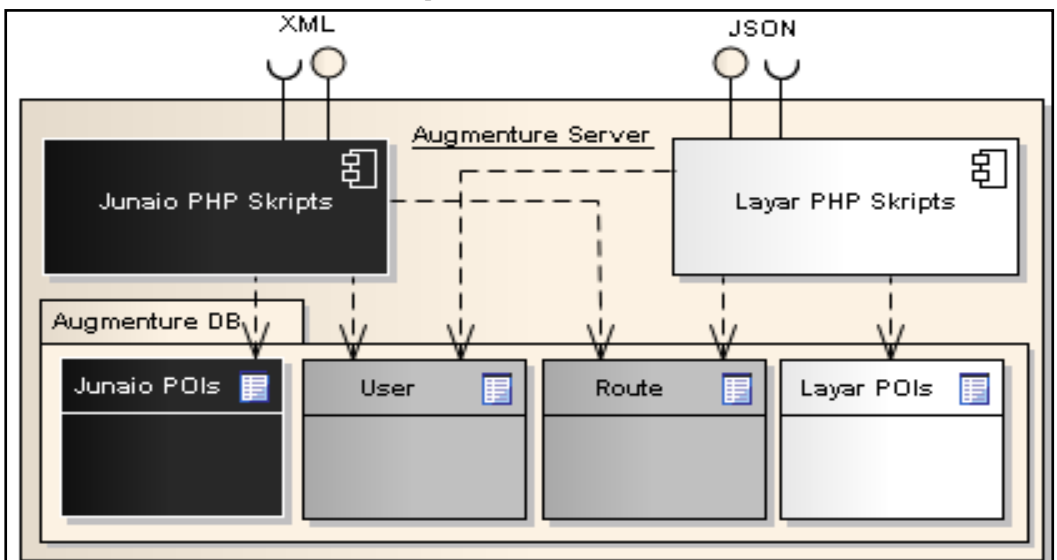 XML
JSON
Augmenture Server
Junaio PHP Skripts
Layar PHP Skripts
Augmenture DB
Junaio POIs
User
Route
Layar POIs